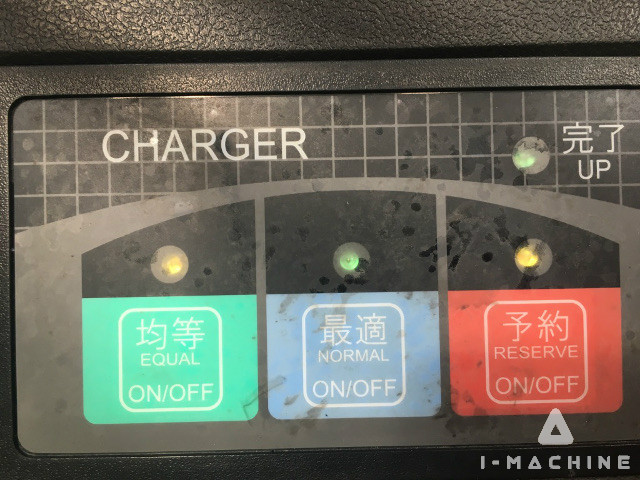 CHARGER
完了
UP
均等
EQUAL
ON/OFF
最適
NORMAL
ON/OFF
予約
RESERVE
ON/OFF
I-MACHINE